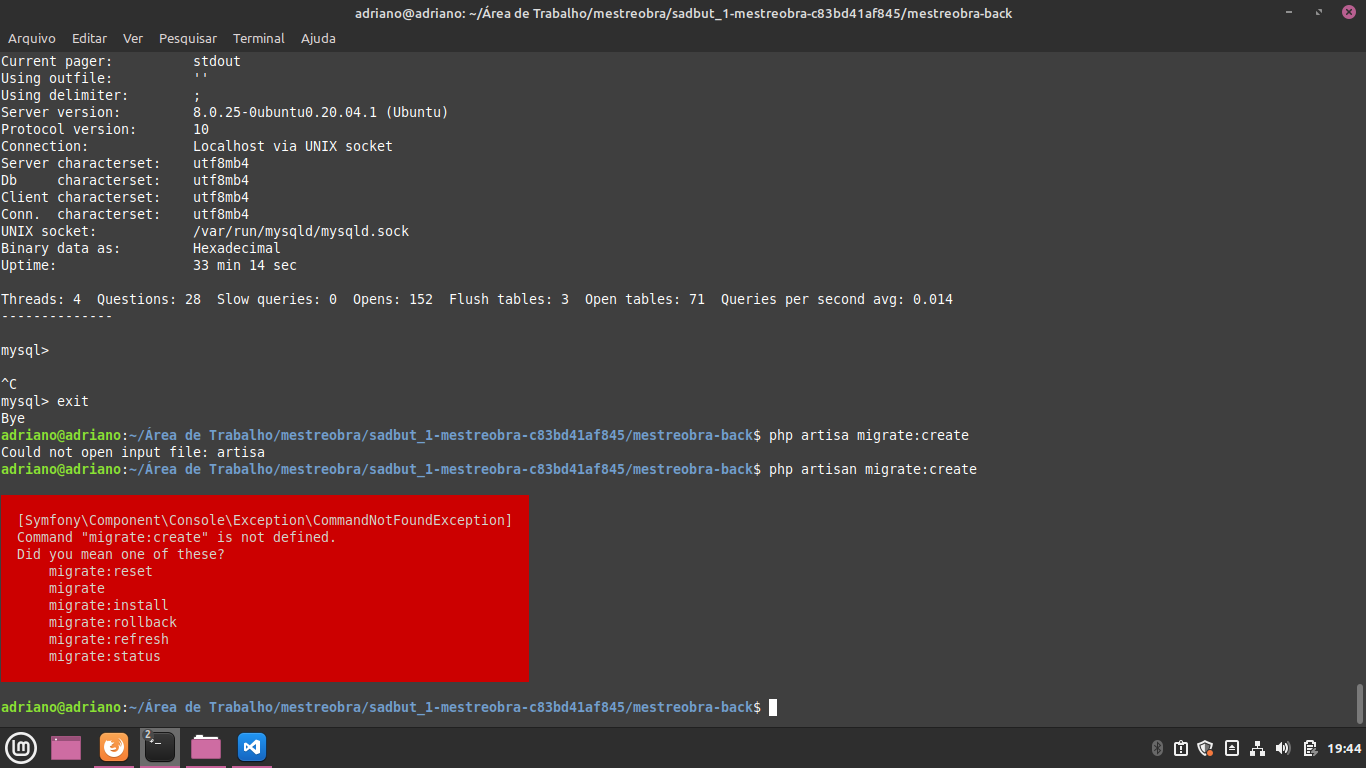 adriano@adriano: ~/Área de Trabalho/mestreobra/sadbut_1-mestreobra-c83bd41af845/mestreobra-back
Arquivo Editar Ver Pesquisar Terminal Ajuda
Current pager: stdout
Using outfile: ''
Using delimiter: ;
Server version: 8.0.25-0ubuntu0.20.04.1 (Ubuntu)
Protocol version: 10
Connection: Localhost via UNIX socket
Server characterset: utf8mb4
Db characterset: utf8mb4
Client characterset: utf8mb4
Conn. characterset: utf8mb4
UNIX socket: /var/run/mysqld/mysqld.sock
Binary data as: Hexadecimal
Uptime: 33 min 14 sec
Threads: 4 Questions: 28 Slow queries: 0 Opens: 152 Flush tables: 3 Open tables: 71 Queries per second avg: 0.014
--------------
mysql>
^C
mysql> exit
Bye
adriano@adriano:~/Área de Trabalho/mestreobra/sadbut_1-mestreobra-c83bd41af845/mestreobra-back$ php artisa migrate:create
Could not open input file: artisa
adriano@adriano:~/Área de Trabalho/mestreobra/sadbut_1-mestreobra-c83bd41af845/mestreobra-back$ php artisan migrate:create
[Symfony\Component\Console\Exception\CommandNotFoundException]
Command "migrate:create" is not defined.
Did you mean one of these?
migrate:reset
migrate
migrate:install
migrate:rollback
migrate:refresh
migrate:status
adriano@adriano:~/Área de Trabalho/mestreobra/sadbut_1-mestreobra-c83bd41af845/mestreobra-back$
2
19:44